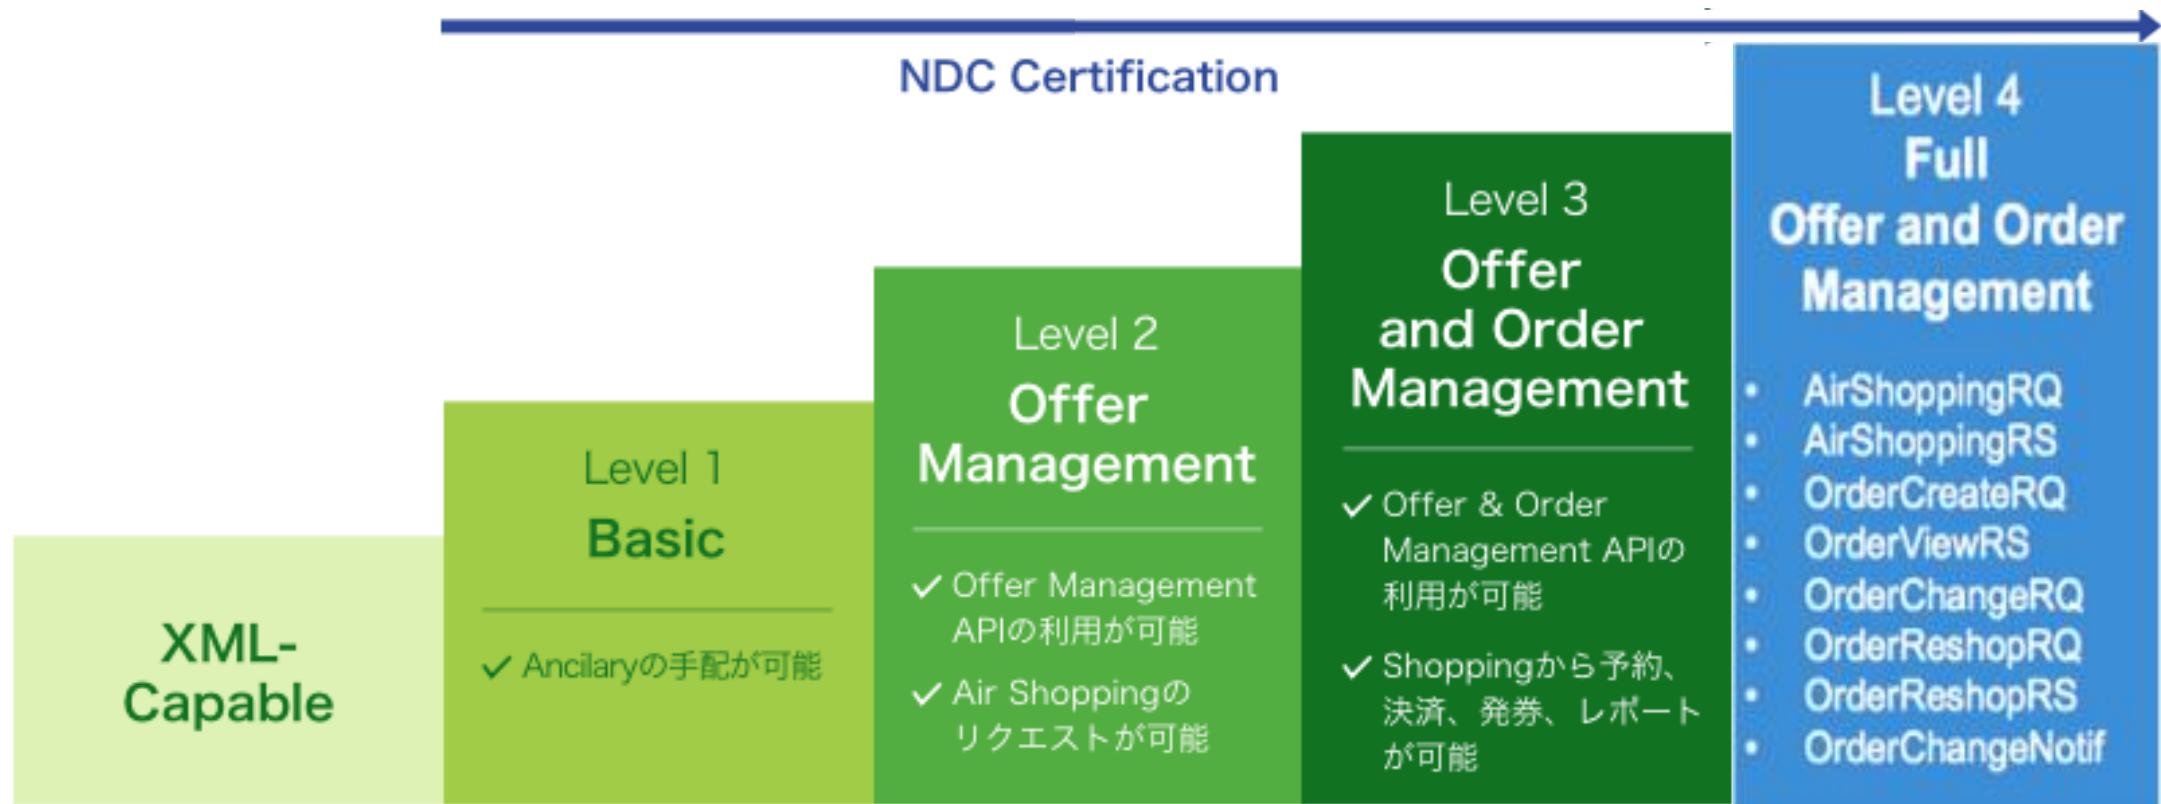 NDC Certification
XML-
Capable
Level 1
Basic
✓ Ancilaryの手配が可能
Level 2
Offer
Management
✓ Offer Management
APIの利用が可能
✓ Air Shoppingの
リクエストが可能
Level 3
Offer
and Order
Management
✓ Offer & Order
Management APIの
利用が可能
✓ Shoppingから予約、
決済、発券、レポート
が可能
Level 4
Full
Offer and Order
Management
• AirShoppingRQ
• AirShoppingRS
• OrderCreateRQ
• OrderViewRS
• OrderChangeRQ
• OrderReshopRQ
• OrderReshopRS
• OrderChangeNotif